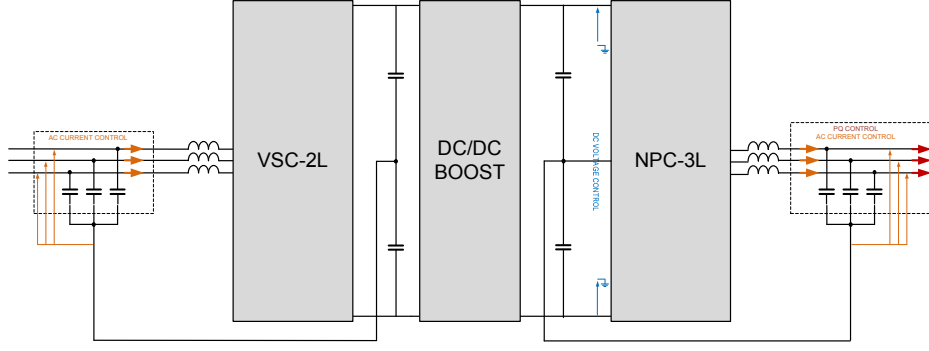 AC CURRENT CONTROL
VSC-2L
DC/DC
BOOST
DC VOLTAGE CONTROL
NPC-3L
PQ CONTROL
AC CURRENT CONTROL